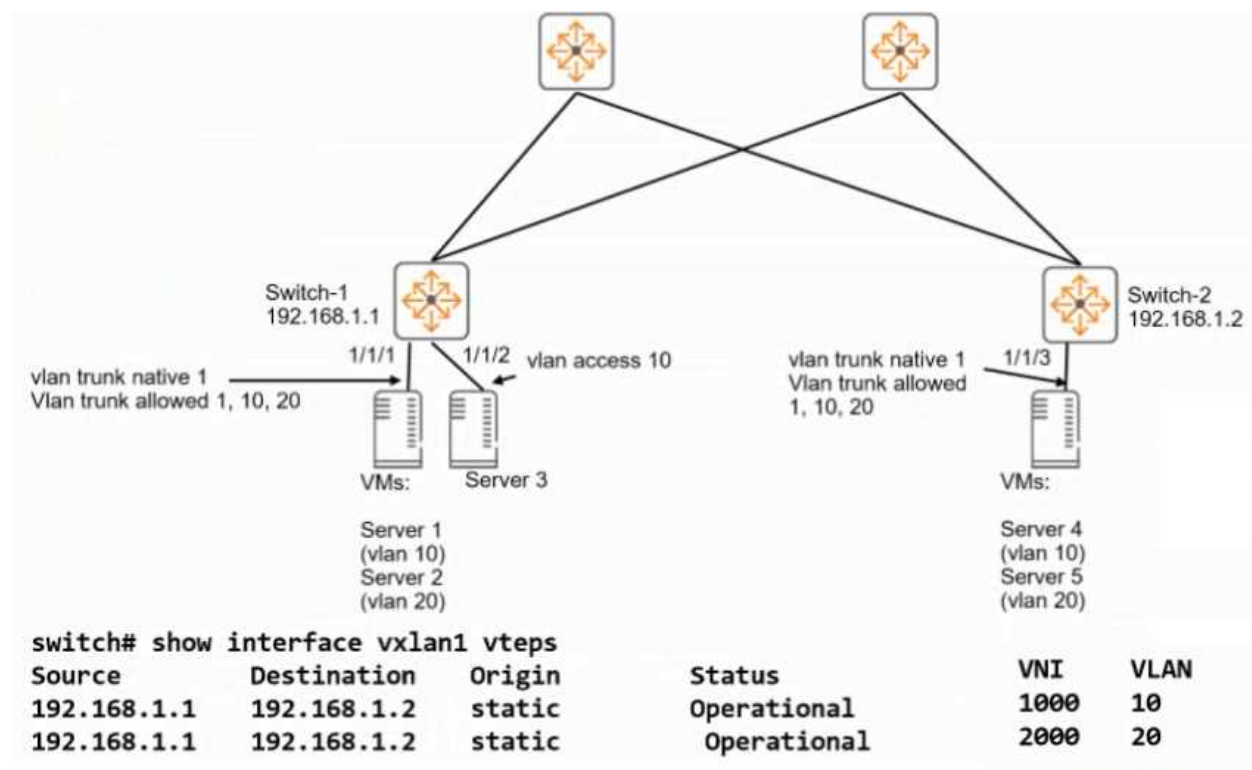 Switch-1
192.168.1.1
Switch-2
192.168.1.2
1/1/1
1/1/2
vlan access 10
vlan trunk native 1
Vlan trunk allowed 1, 10, 20
vlan trunk native 1
Vlan trunk allowed
1, 10, 20
1/1/3
VMs:
Server 3
VMs:
Server 1
(vlan 10)
Server 2
(vlan 20)
Server 4
(vlan 10)
Server 5
(vlan 20)
switch# show interface vxlan1 vteps
Source Destination Origin Status VNI VLAN
192.168.1.1 192.168.1.2 static Operational 1000 10
192.168.1.1 192.168.1.2 static Operational 2000 20